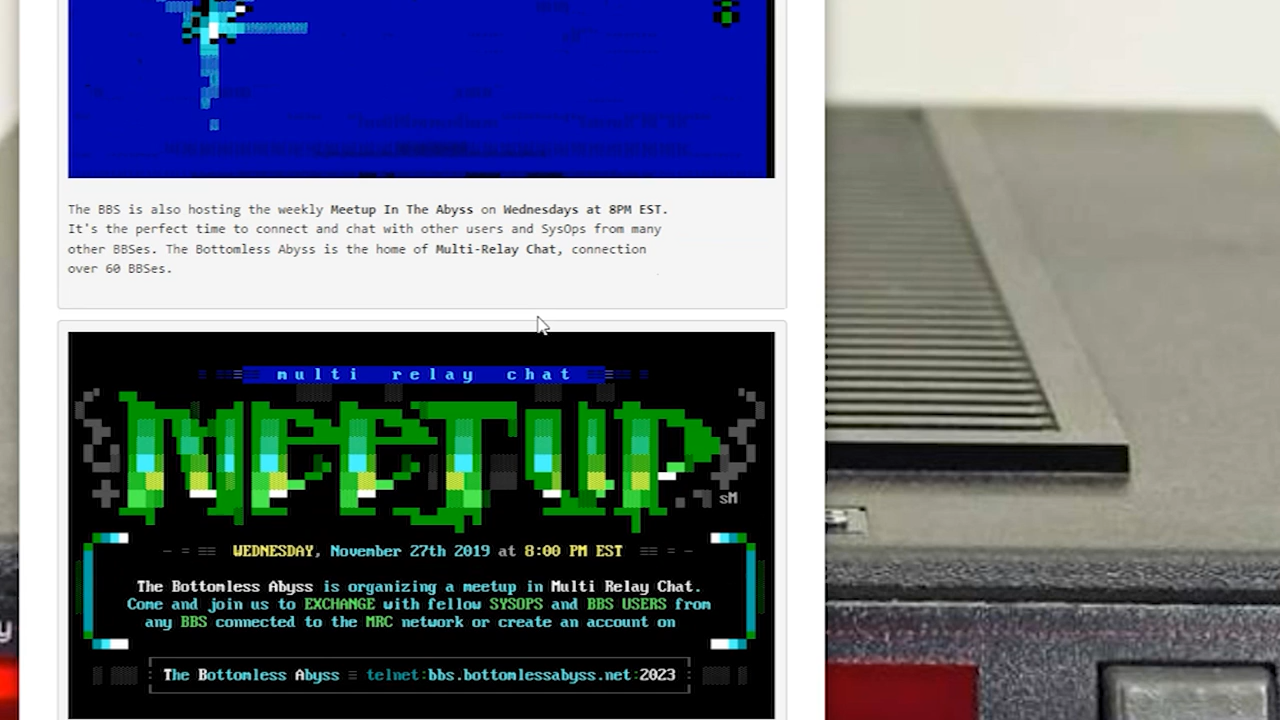 The BBS is also hosting the weekly Meetup In The Abyss on Wednesdays at 8PM EST.
It's the perfect time to connect and chat with other users and SysOps from many
other BBSes. The Bottomless Abyss is the home of Multi-Relay Chat, connection
over 60 BBSes.
multi relay chat
MEETUP
sM
WEDNESDAY, November 27th 2019 at 8:00 PM EST
The Bottomless Abyss is organizing a meetup in Multi Relay Chat.
Come and join us to EXCHANGE with fellow SYSOPS and BBS USERS from
any BBS connected to the MRC network or create an account on
The Bottomless Abyss = telnet:bbs.bottomlessabyss.net:2023